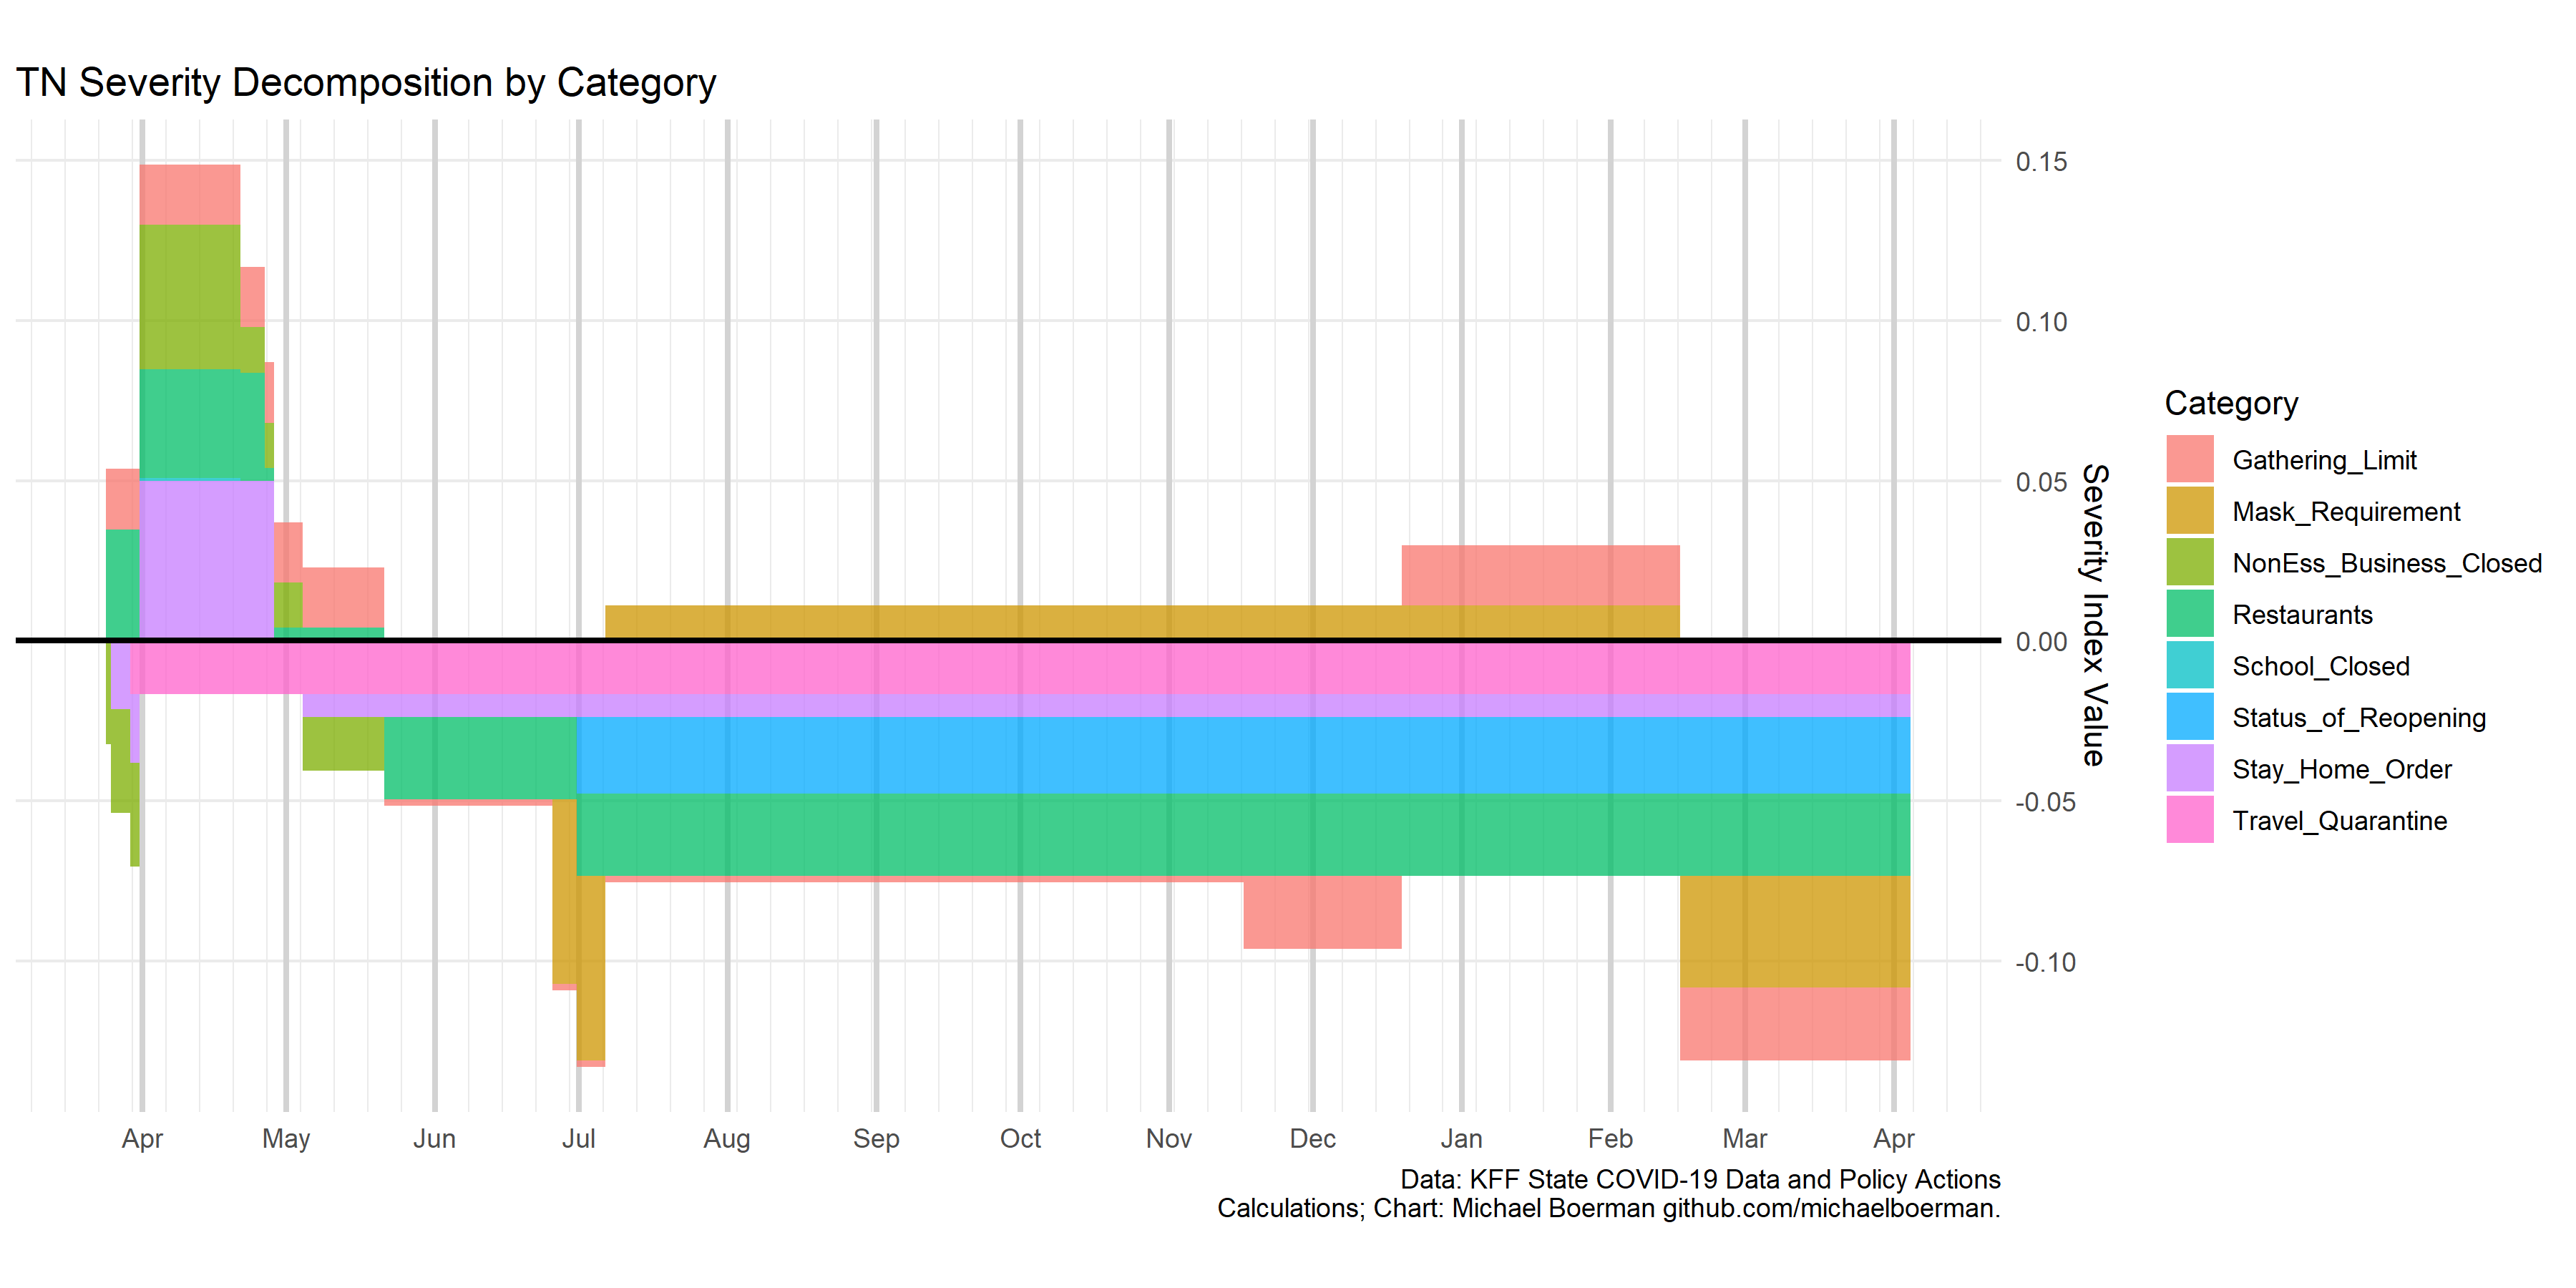 TN Severity Decomposition by Category
0.15
0.10
0.05
0.00
-0.05
-0.10
Severity Index Value
Category
Gathering_Limit
Mask_Requirement
NonEss_Business_Closed
Restaurants
School_Closed
Status_of_Reopening
Stay_Home_Order
Travel_Quarantine
Apr May Jun Jul Aug Sep Oct Nov Dec Jan Feb Mar Apr
Data: KFF State COVID-19 Data and Policy Actions
Calculations; Chart: Michael Boerman github.com/michaelboerman.